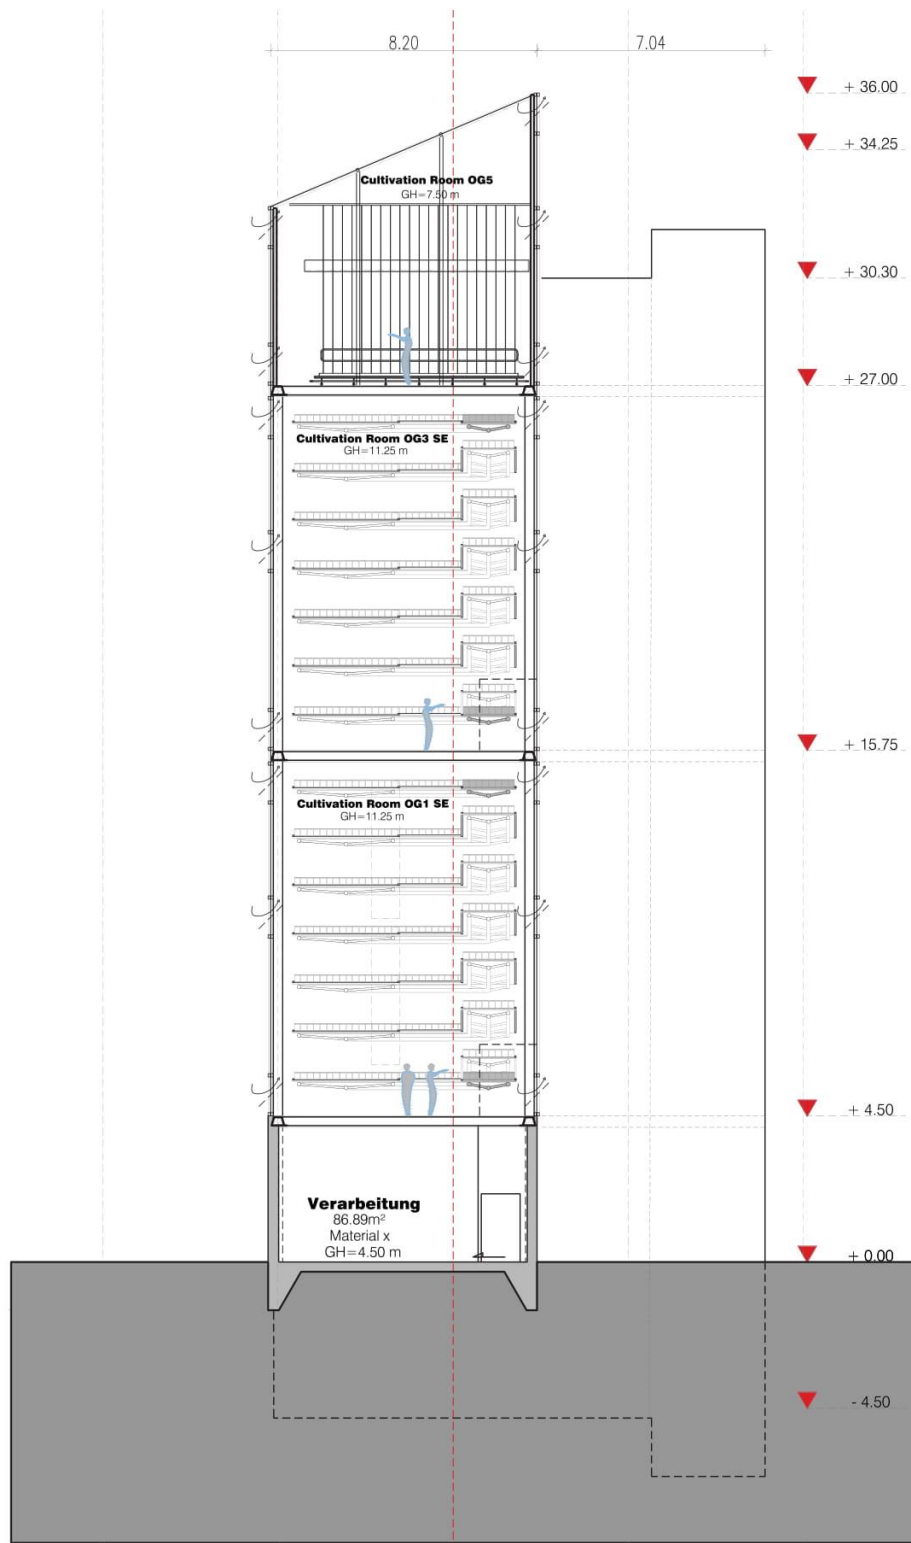 8.20
7.04
+ 36.00
+ 34.25
Cultivation Room OG5
GH=7.50 m
+ 30.30
+ 27.00
Cultivation Room OG3 SE
GH=11.25 m
+ 15.75
Cultivation Room OG1 SE
GH=11.25 m
+ 4.50
Verarbeitung
86.89m²
Material x
GH=4.50 m
+ 0.00
- 4.50